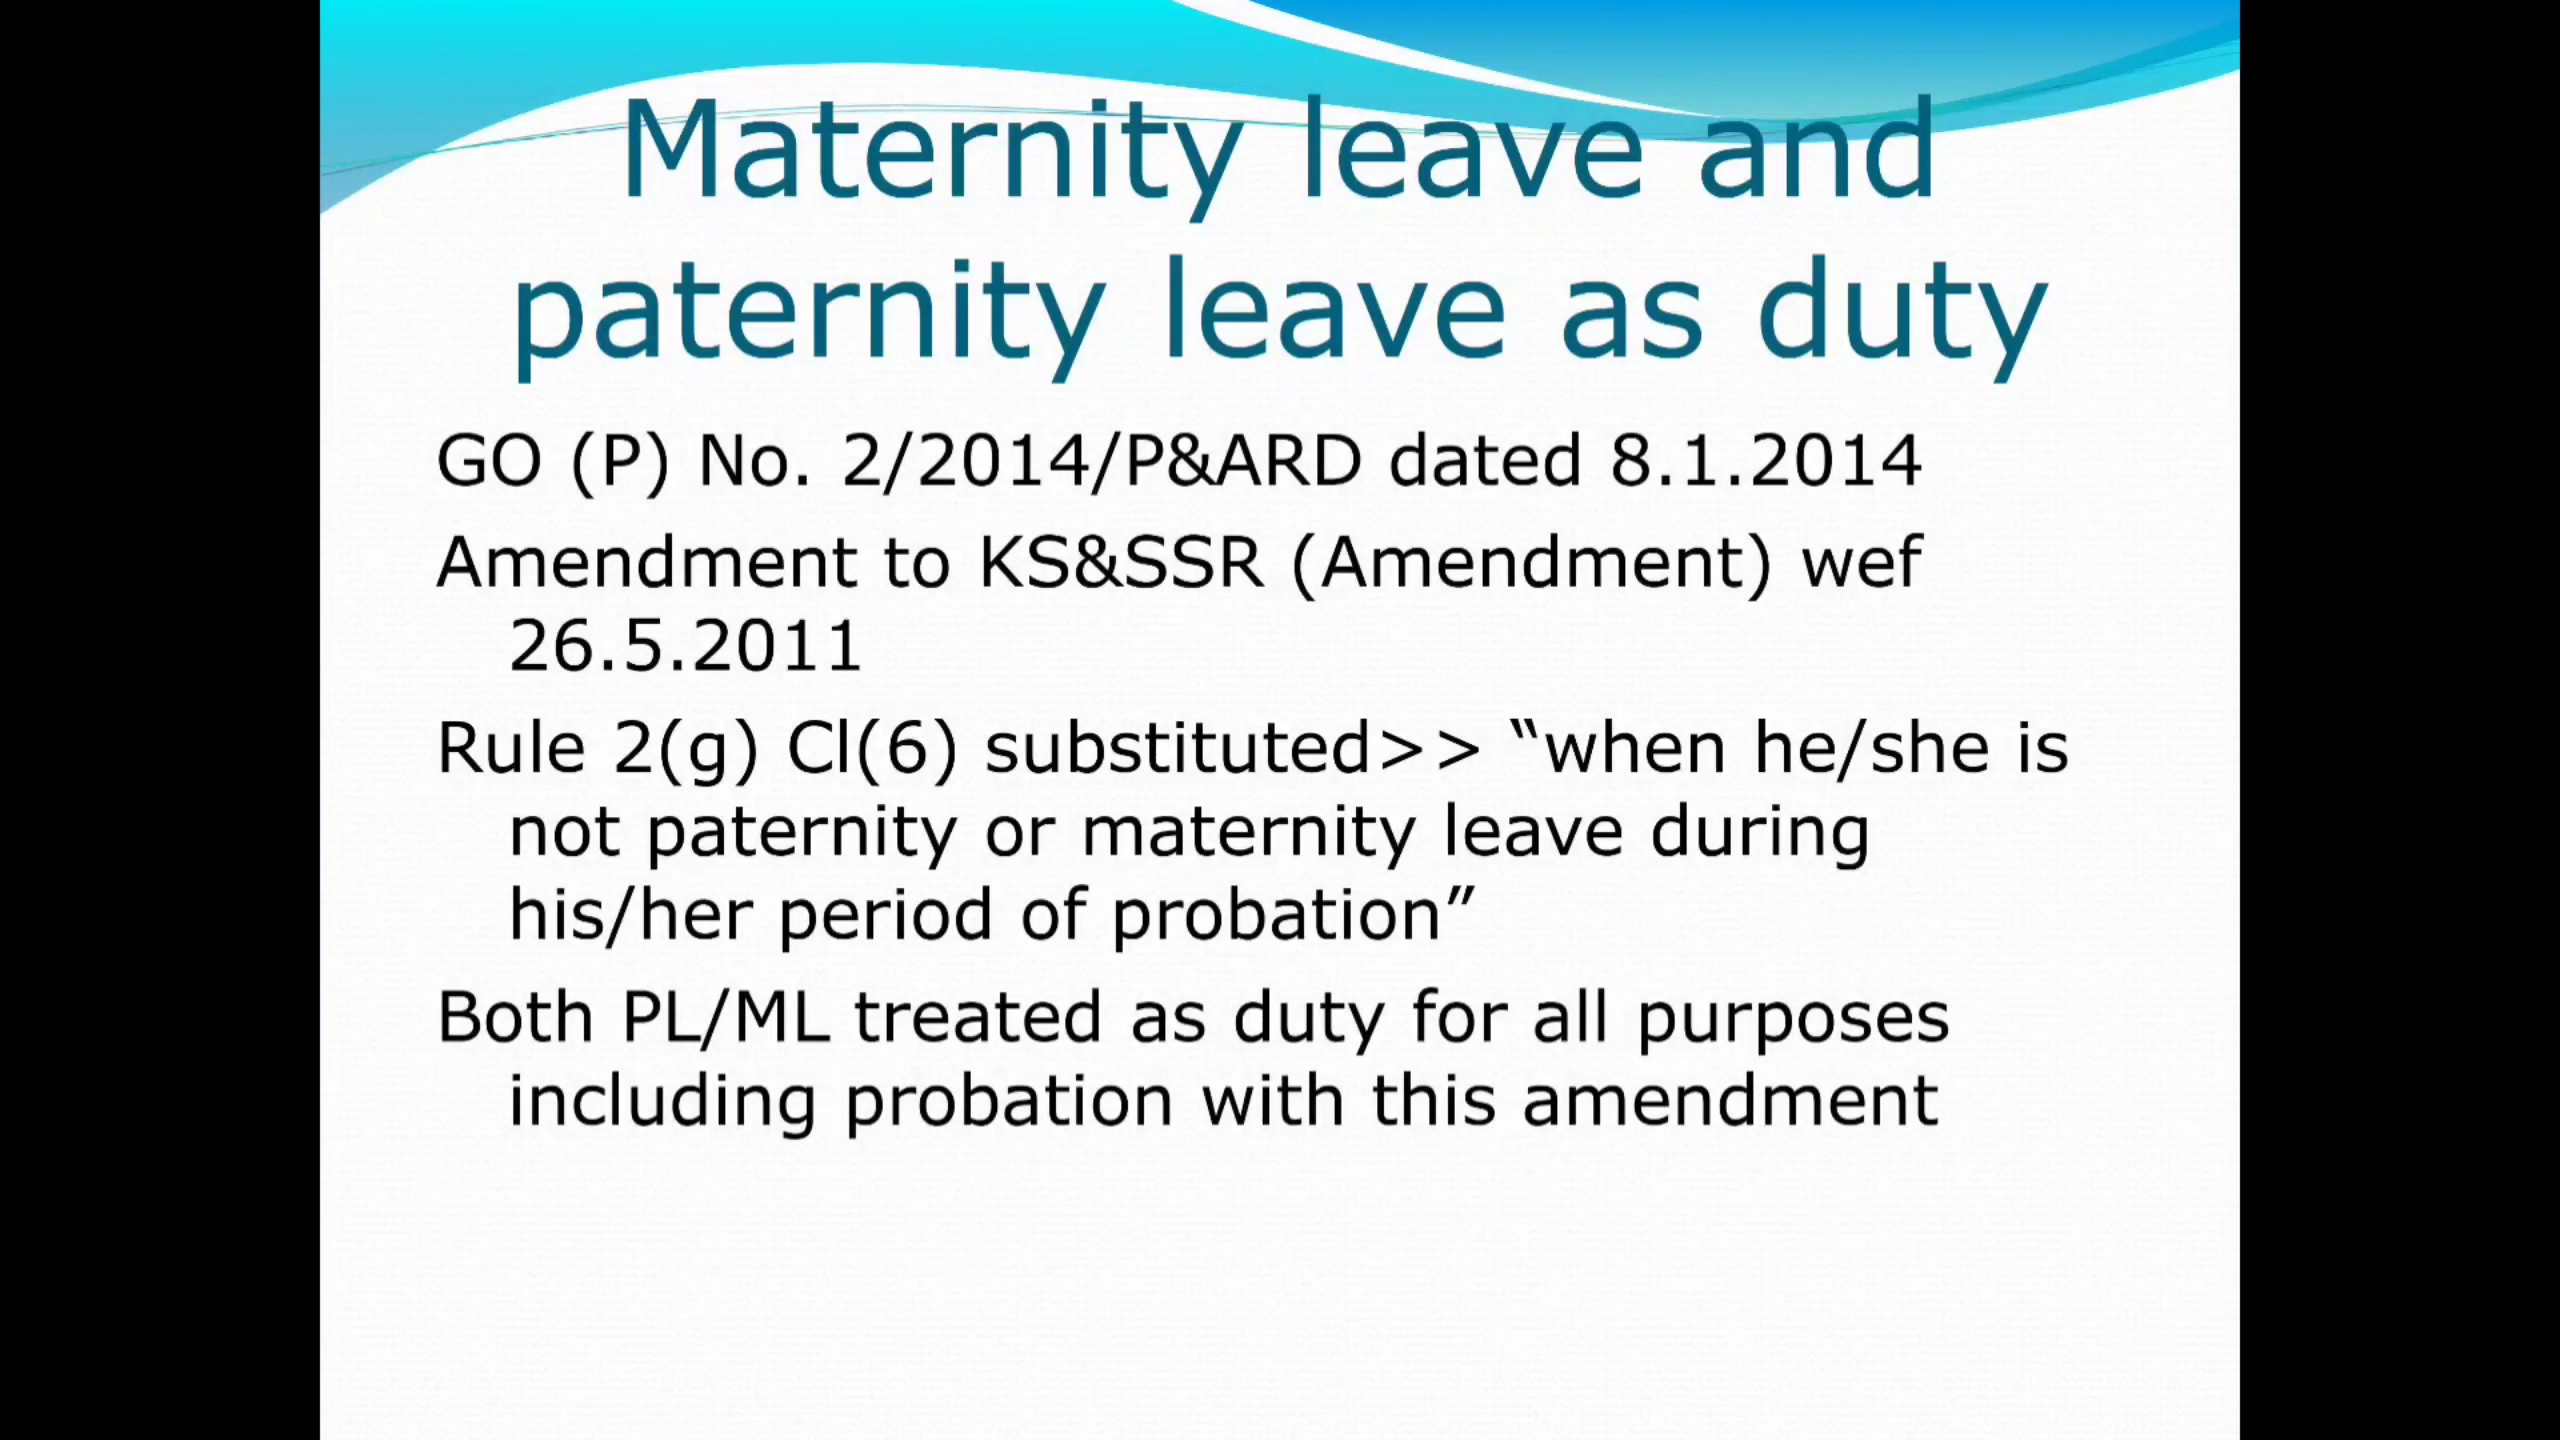 Maternity leave and
paternity leave as duty
GO (P) No. 2/2014/P&ARD dated 8.1.2014
Amendment to KS&SSR (Amendment) wef
26.5.2011
Rule 2(g) Cl(6) substituted>> “when he/she is
not paternity or maternity leave during
his/her period of probation”
Both PL/ML treated as duty for all purposes
including probation with this amendment